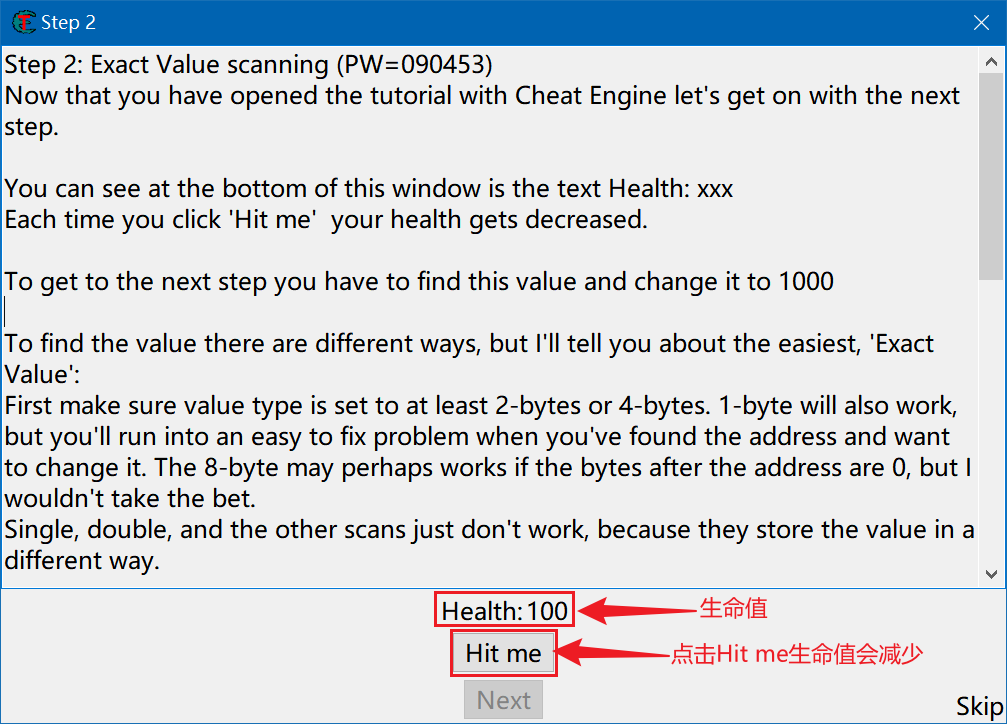 Step 2
Step 2: Exact Value scanning (PW=090453)
Now that you have opened the tutorial with Cheat Engine let's get on with the next
step.
You can see at the bottom of this window is the text Health: xxx
Each time you click 'Hit me'  your health gets decreased.
To get to the next step you have to find this value and change it to 1000
To find the value there are different ways, but I'll tell you about the easiest, 'Exact
Value':
First make sure value type is set to at least 2-bytes or 4-bytes. 1-byte will also work,
but you'll run into an easy to fix problem when you've found the address and want
to change it. The 8-byte may perhaps works if the bytes after the address are 0, but I
wouldn't take the bet.
Single, double, and the other scans just don't work, because they store the value in a
different way.
Health: 100 生命值
Hit me 点击Hit me生命值会减少
Next
Skip